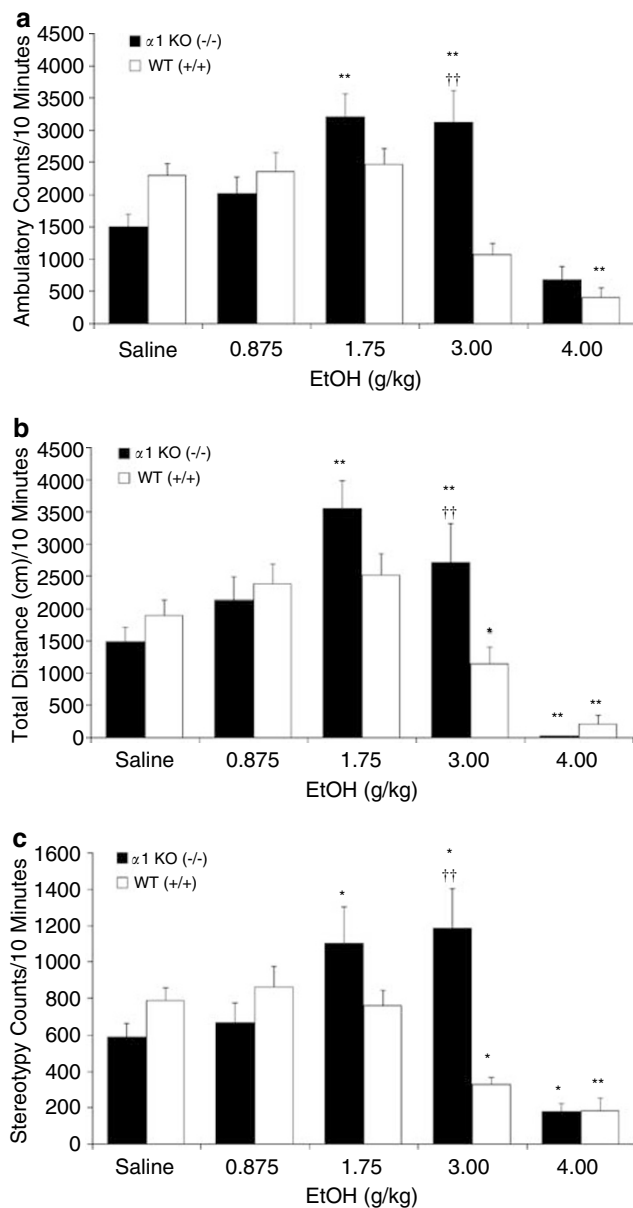 a
α1 KO (-/-)
WT (+/+)
Ambulatory Counts/10 Minutes
4500
4000
3500
3000
2500
2000
1500
1000
500
0
**
**
††
**
Saline 0.875 1.75 3.00 4.00
EtOH (g/kg)
b
α1 KO (-/-)
WT (+/+)
Total Distance (cm)/10 Minutes
4500
4000
3500
3000
2500
2000
1500
1000
500
0
**
**
††
*
**
**
Saline 0.875 1.75 3.00 4.00
EtOH (g/kg)
c
α1 KO (-/-)
WT (+/+)
Stereotypy Counts/10 Minutes
1600
1400
1200
1000
800
600
400
200
0
*
*
††
*
*
**
Saline 0.875 1.75 3.00 4.00
EtOH (g/kg)